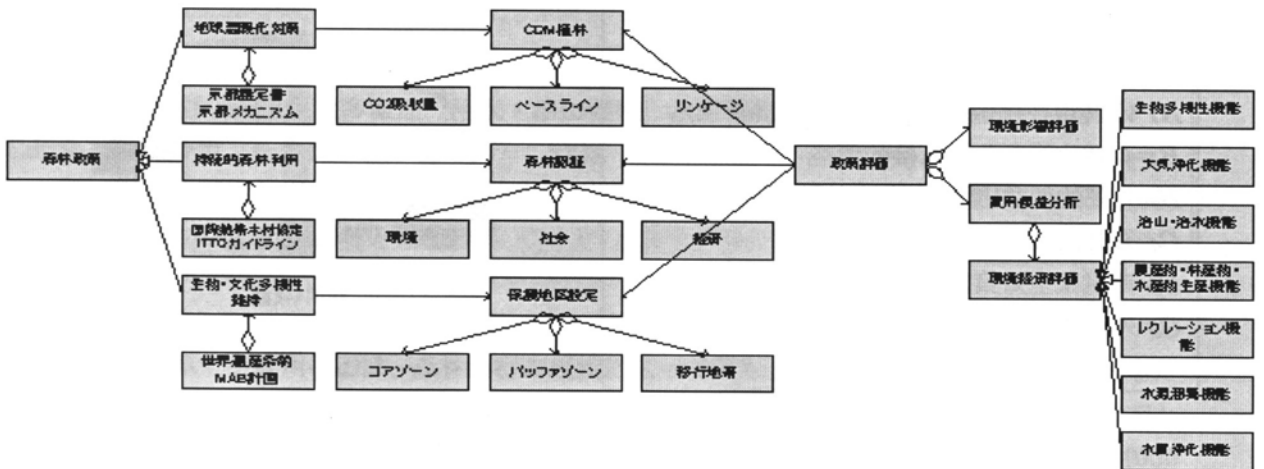 地球温暖化対策
CDM植林
京都議定書
京都メカニズム
CO2吸収量
ベースライン
リンケージ
生物多様性機能
環境影響評価
森林政策
持続的森林利用
森林認証
政策評価
大気浄化機能
費用便益分析
国際熱帯木材協定
ITTOガイドライン
環境
社会
経済
治山・治水機能
生物・文化多様性
維持
保護地区設定
環境経済評価
農産物・林産物・
水産物生産機能
世界遺産条約
MAB計画
コアゾーン
バッファゾーン
移行地帯
レクレーション機
能
水源涵養機能
水質浄化機能